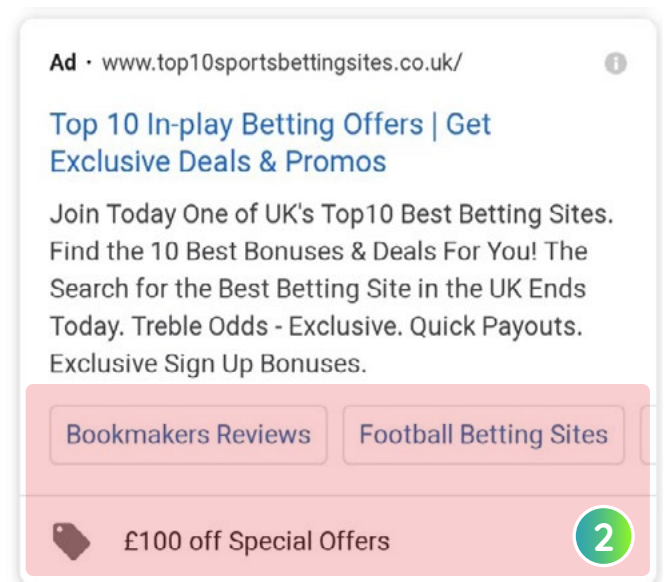 Ad · www.top10sportsbettingsites.co.uk/
Top 10 In-play Betting Offers | Get
Exclusive Deals & Promos
Join Today One of UK's Top10 Best Betting Sites.
Find the 10 Best Bonuses & Deals For You! The
Search for the Best Betting Site in the UK Ends
Today. Treble Odds - Exclusive. Quick Payouts.
Exclusive Sign Up Bonuses.
Bookmakers Reviews Football Betting Sites
£100 off Special Offers 2